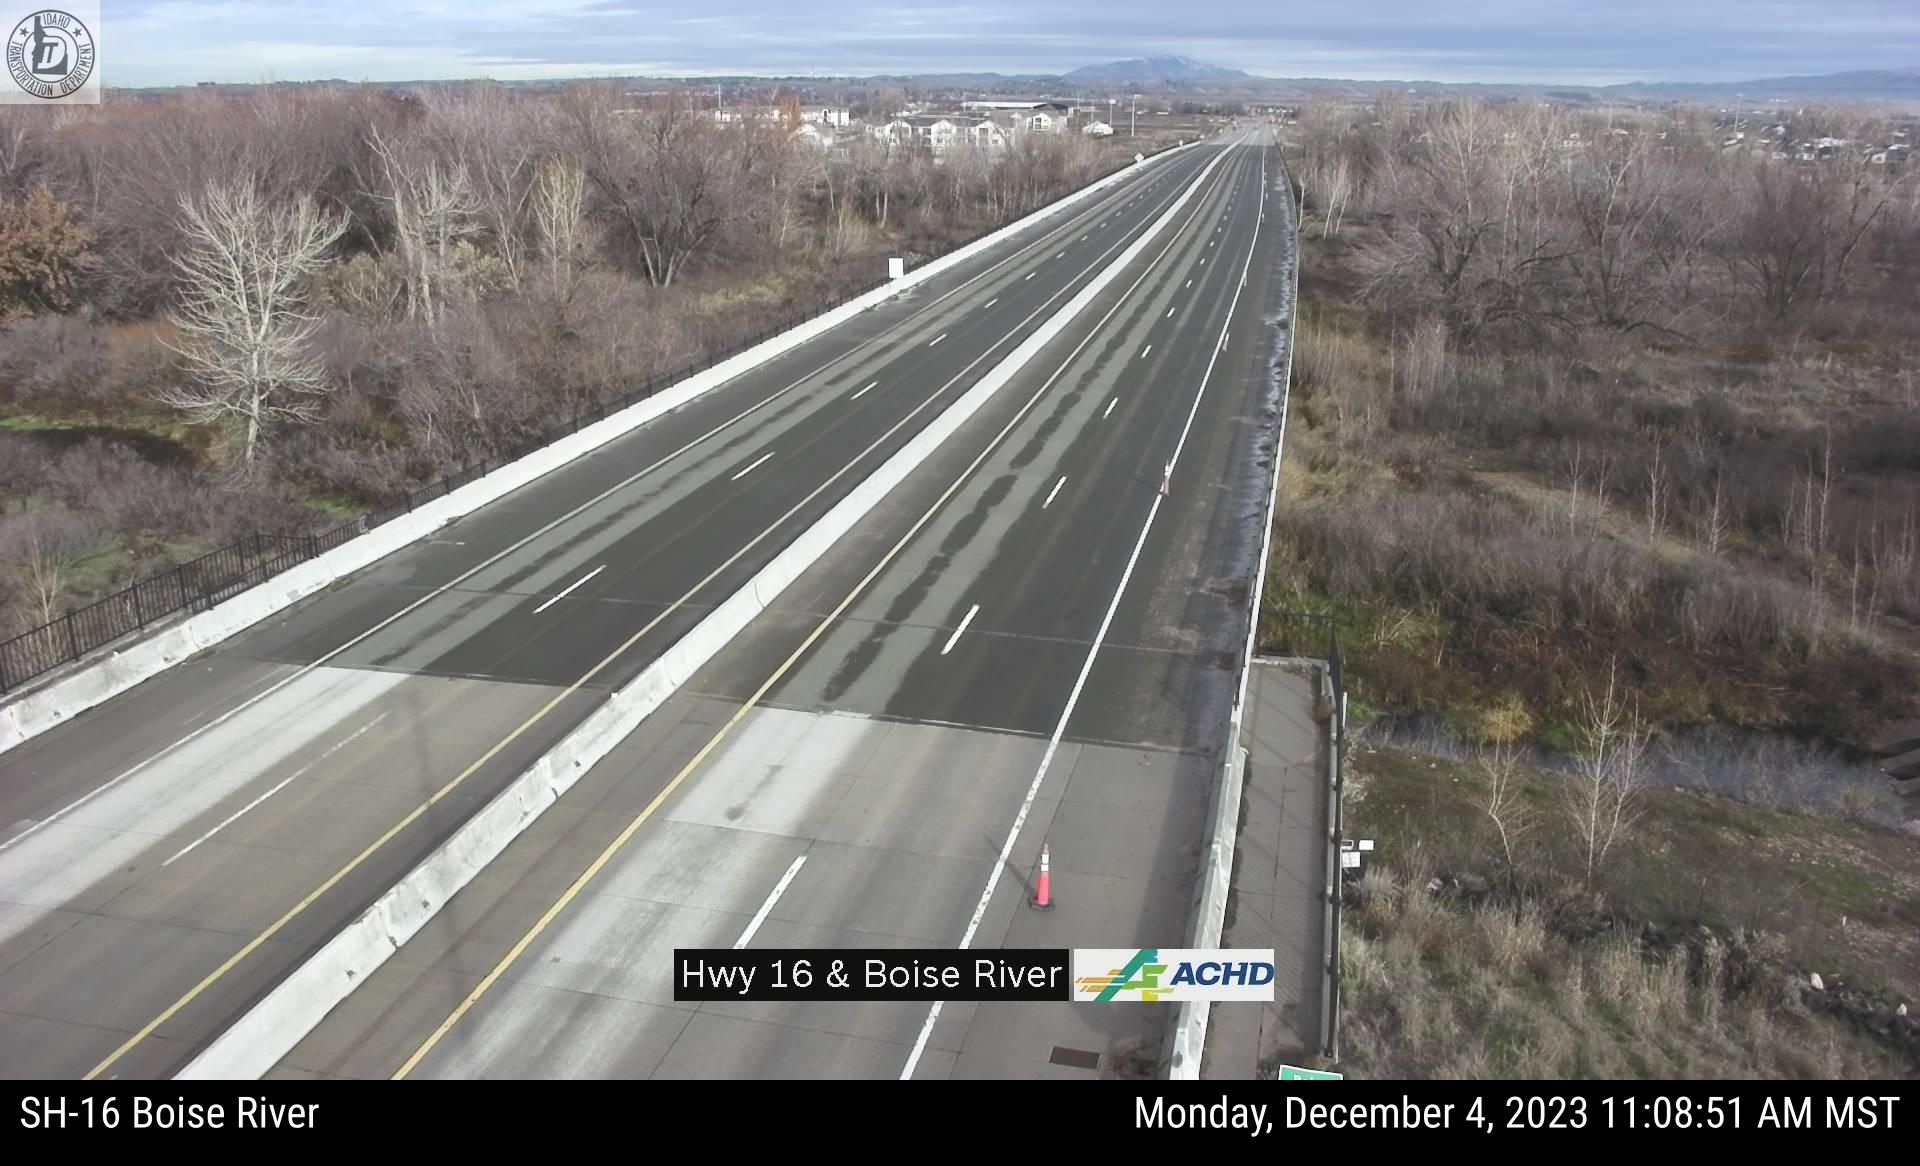 IDAHO
TRANSPORTATION DEPARTMENT
Hwy 16 & Boise River
ACHD
SH-16 Boise River
Monday, December 4, 2023 11:08:51 AM MST